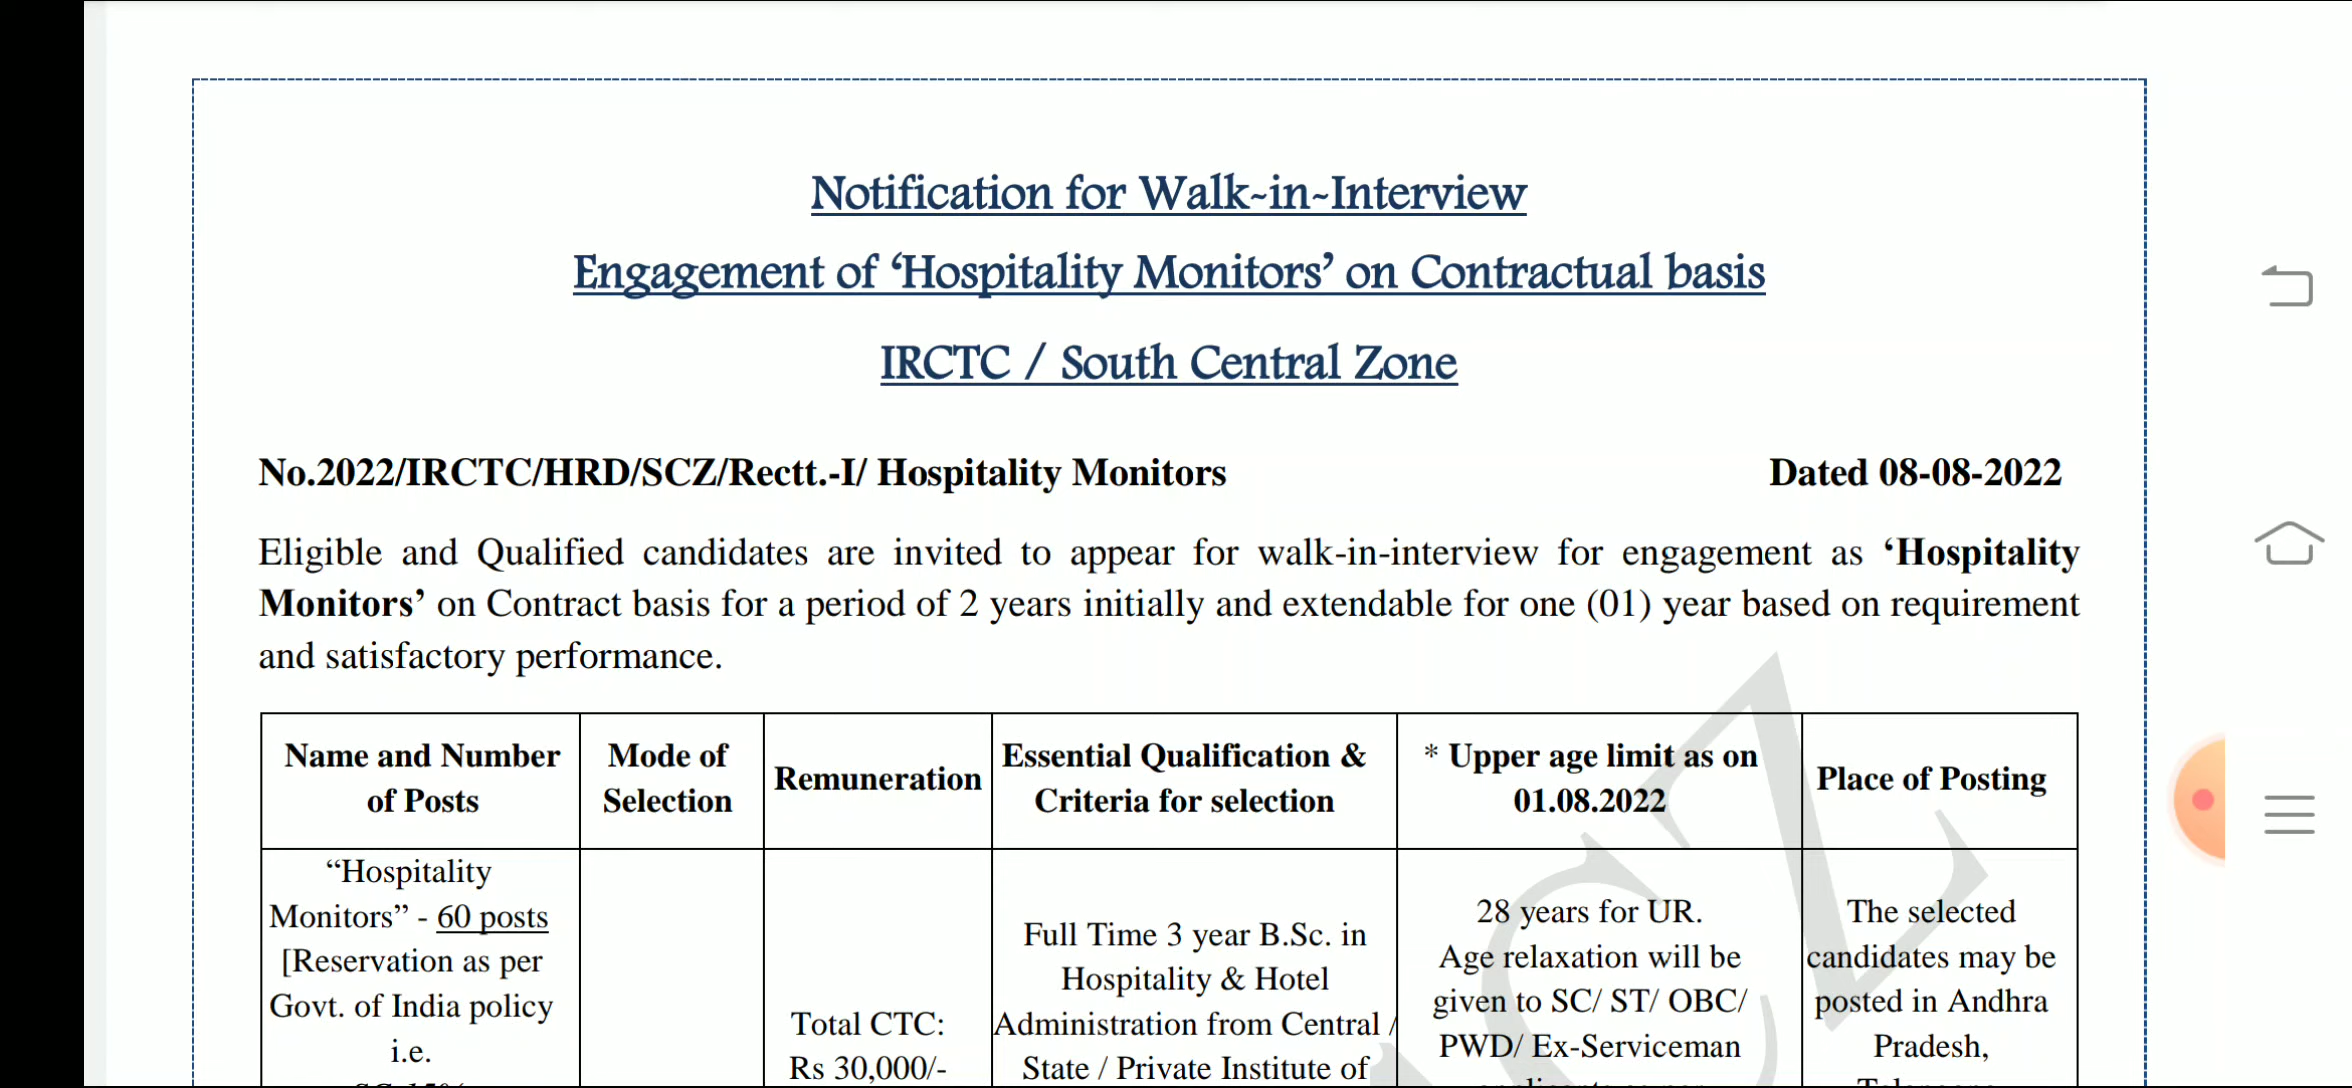 Notification for Walk-in-Interview
Engagement of ‘Hospitality Monitors’ on Contractual basis
IRCTC / South Central Zone
No.2022/IRCTC/HRD/SCZ/Rectt.-I/ Hospitality Monitors Dated 08-08-2022
Eligible and Qualified candidates are invited to appear for walk-in-interview for engagement as ‘Hospitality
Monitors’ on Contract basis for a period of 2 years initially and extendable for one (01) year based on requirement
and satisfactory performance.
Name and Number
of Posts
Mode of
Selection
Remuneration
Essential Qualification &
Criteria for selection
* Upper age limit as on
01.08.2022
Place of Posting
“Hospitality
Monitors” - 60 posts
[Reservation as per
Govt. of India policy
i.e.
Total CTC:
Rs 30,000/-
Full Time 3 year B.Sc. in
Hospitality & Hotel
Administration from Central /
State / Private Institute of
28 years for UR.
Age relaxation will be
given to SC/ ST/ OBC/
PWD/ Ex-Serviceman
The selected
candidates may be
posted in Andhra
Pradesh,
CZ